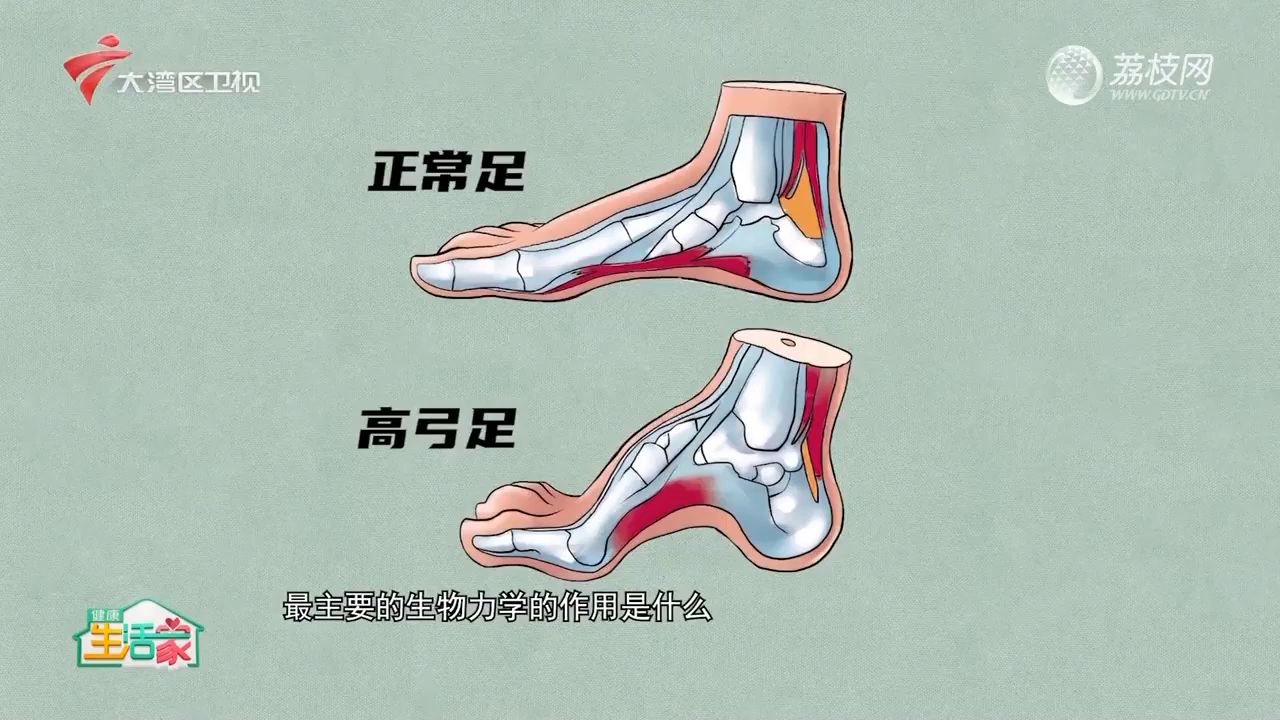 大湾区卫视
荔枝网
WWW.GDTV.CN
正常足
高弓足
最主要的生物力学的作用是什么
健康
生活家